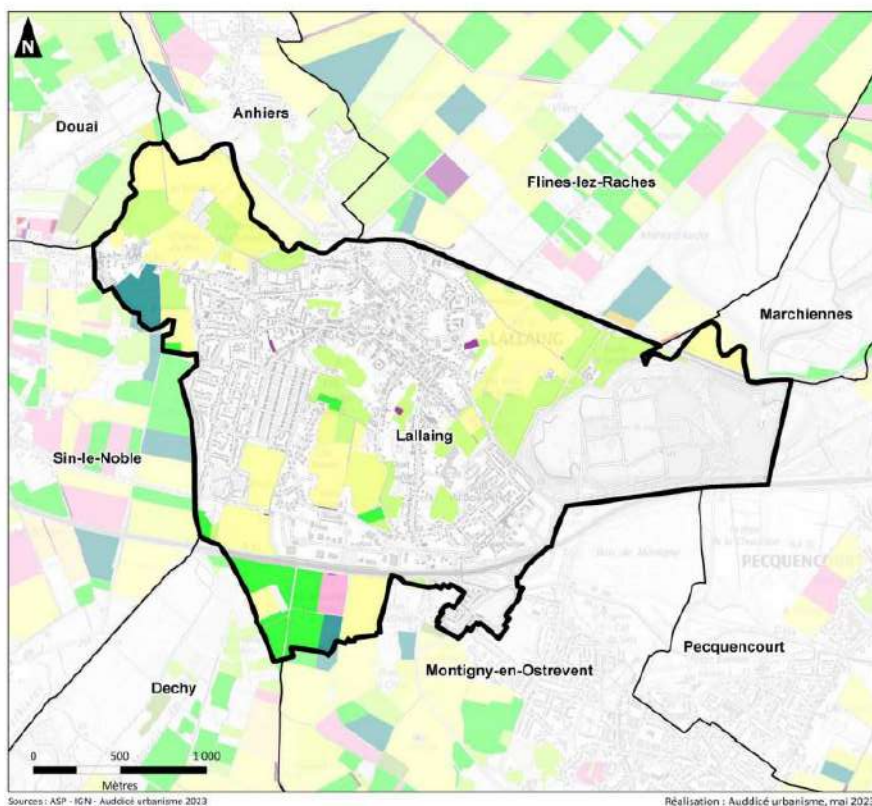 N
Anhiers
Douai
Flines-lez-Raches
Marchiennes
LALLAING
Lallaing
Sin-le-Noble
PECQUENCOURT
Pecquencourt
Montigny-en-Ostrevent
Dechy
0 500 1 000
Mètres
Sources : ASP - IGN - Auddicé urbanisme 2023
Réalisation : Auddicé urbanisme, mai 2023